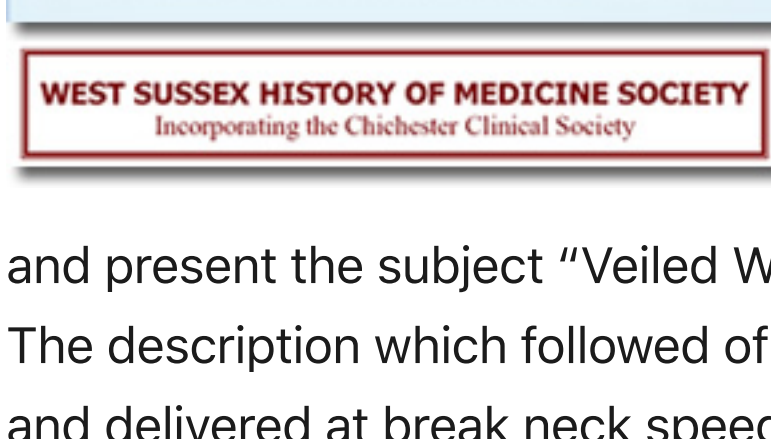 WEST SUSSEX HISTORY OF MEDICINE SOCIETY
Incorporating the Chichester Clinical Society
and present the subject “Veiled W
The description which followed of
and delivered at break neck speed